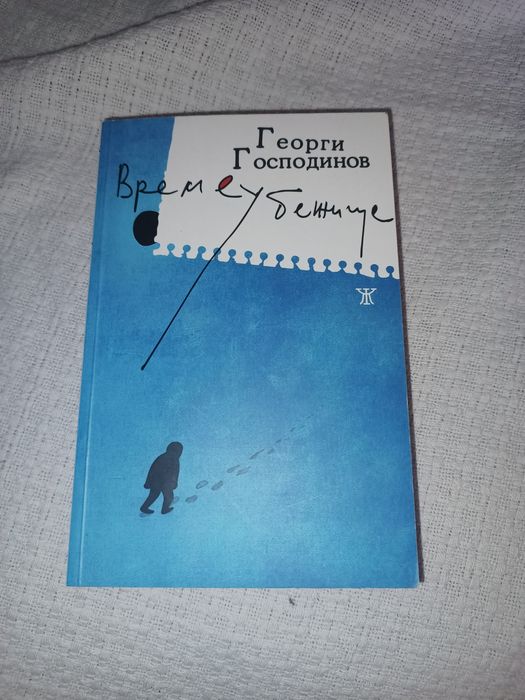 Георги
Господинов
Времеубежище
Ж